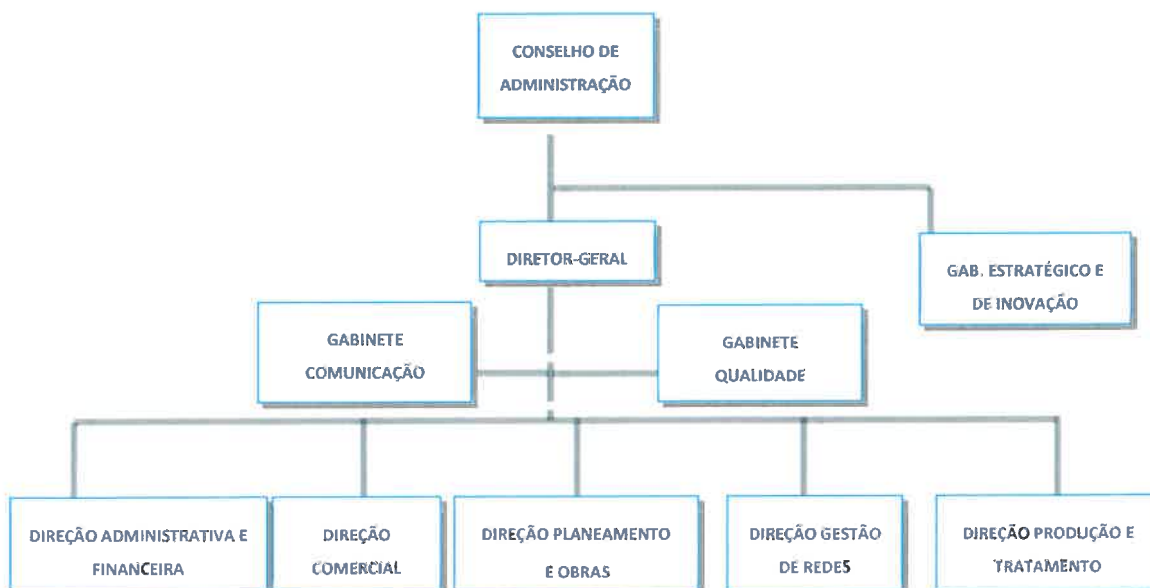 CONSELHO DE
ADMINISTRAÇÃO
DIRETOR-GERAL
GAB. ESTRATÉGICO E
DE INOVAÇÃO
GABINETE
COMUNICAÇÃO
GABINETE
QUALIDADE
DIREÇÃO ADMINISTRATIVA E
FINANCEIRA
DIREÇÃO
COMERCIAL
DIREÇÃO PLANEAMENTO
E OBRAS
DIREÇÃO GESTÃO
DE REDES
DIREÇÃO PRODUÇÃO E
TRATAMENTO